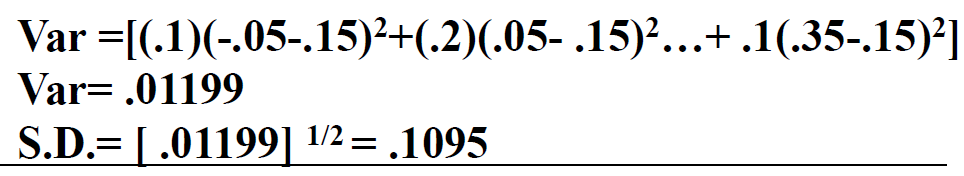 Var =[(.1)(-.05-.15)²+(.2)(.05- .15)²…+ .1(.35-.15)²]
Var= .01199
S.D.= [ .01199] ¹/² = .1095